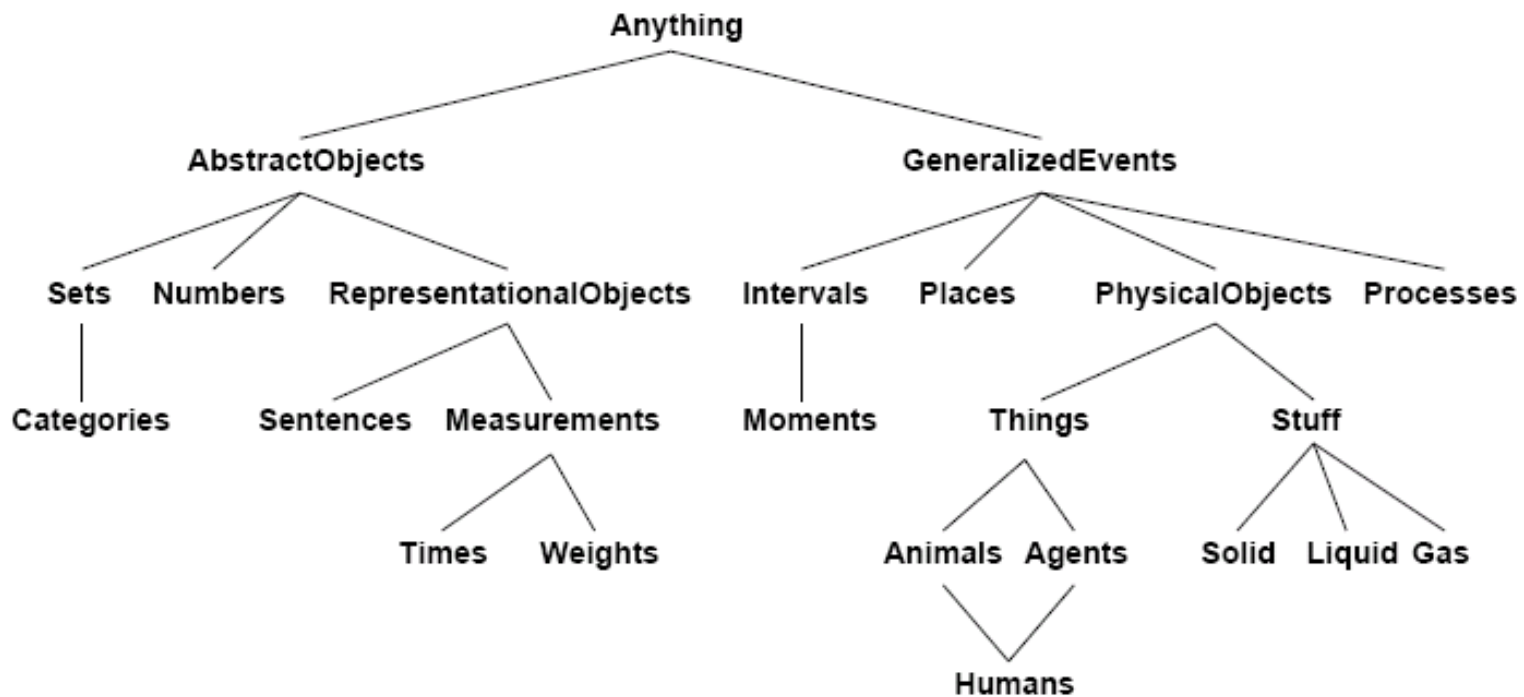 Anything
AbstractObjects GeneralizedEvents
Sets Numbers RepresentationalObjects Intervals Places PhysicalObjects Processes
Categories Sentences Measurements Moments Things Stuff
Times Weights Animals Agents Solid Liquid Gas
Humans